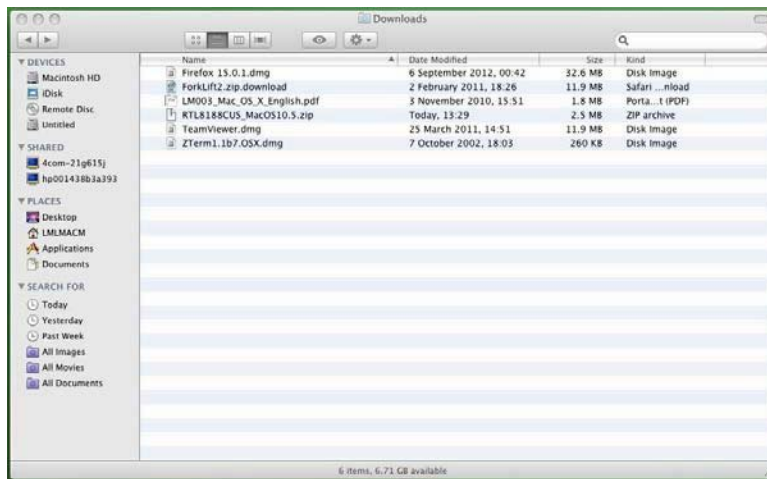 Downloads
DEVICES
Macintosh HD
iDisk
Remote Disc
Untitled
SHARED
4com-21g615j
hp001438b3a393
PLACES
Desktop
LMLMACM
Applications
Documents
SEARCH FOR
Today
Yesterday
Past Week
All Images
All Movies
All Documents
Name Date Modified Size Kind
Firefox 15.0.1.dmg 6 September 2012, 00:42 32.6 MB Disk Image
ForkLift2.zip.download 2 February 2011, 18:26 11.9 MB Safari ...nload
LM003_Mac_OS_X_English.pdf 3 November 2010, 15:51 1.8 MB Porta...t (PDF)
RTL8188CUS_MacOS10.5.zip Today, 13:29 2.5 MB ZIP archive
TeamViewer.dmg 25 March 2011, 14:51 11.9 MB Disk Image
ZTerm1.1b7.OSX.dmg 7 October 2002, 18:03 260 KB Disk Image
6 items, 6.71 GB available